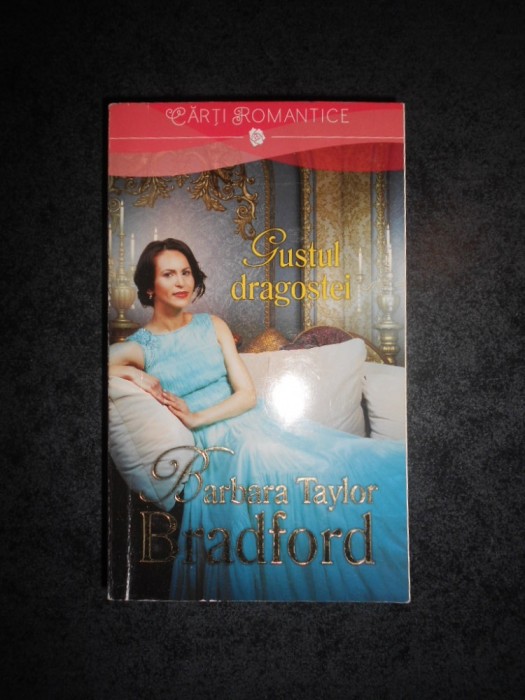 CĂRȚI ROMANTICE
Gustul
dragostei
Barbara Taylor
Bradford